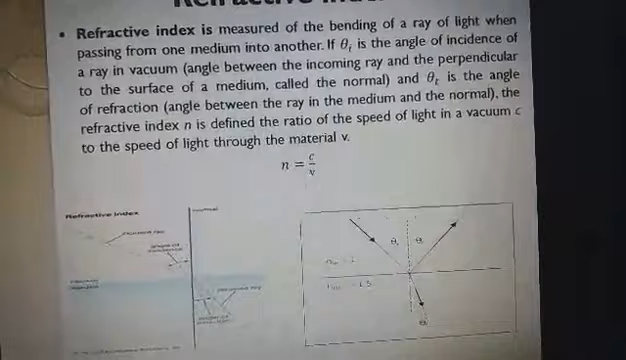 • Refractive index is measured of the bending of a ray of light when
passing from one medium into another. If θi is the angle of incidence of
a ray in vacuum (angle between the incoming ray and the perpendicular
to the surface of a medium, called the normal) and θt is the angle
of refraction (angle between the ray in the medium and the normal), the
refractive index n is defined the ratio of the speed of light in a vacuum c
to the speed of light through the material v.
n = c/v
Refractive index